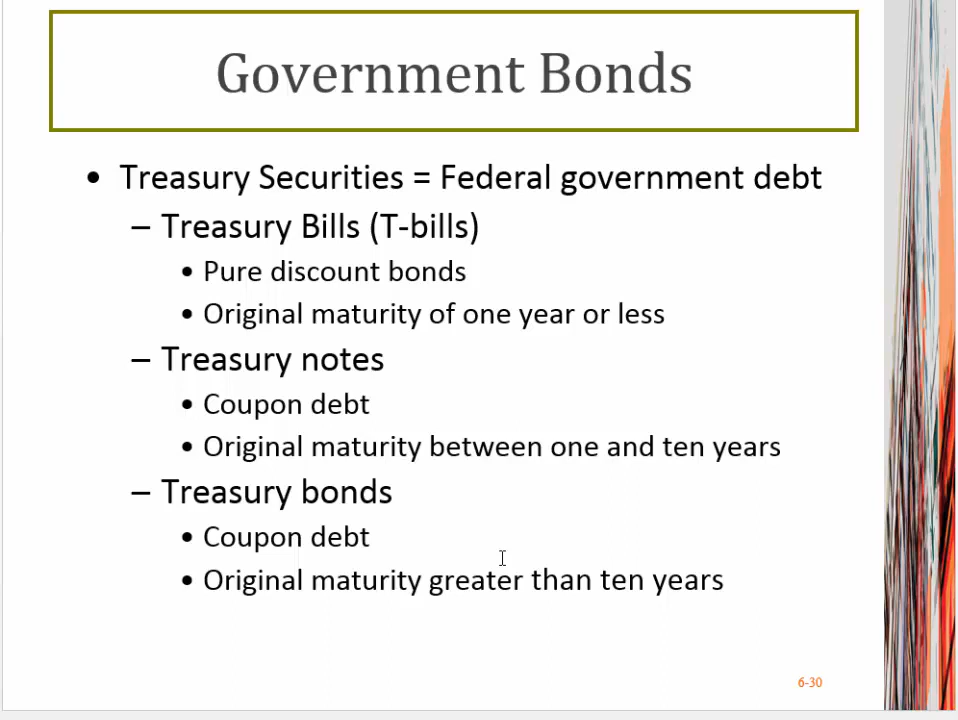 Government Bonds
• Treasury Securities = Federal government debt
– Treasury Bills (T-bills)
• Pure discount bonds
• Original maturity of one year or less
– Treasury notes
• Coupon debt
• Original maturity between one and ten years
– Treasury bonds
• Coupon debt
• Original maturity greater than ten years
6-30